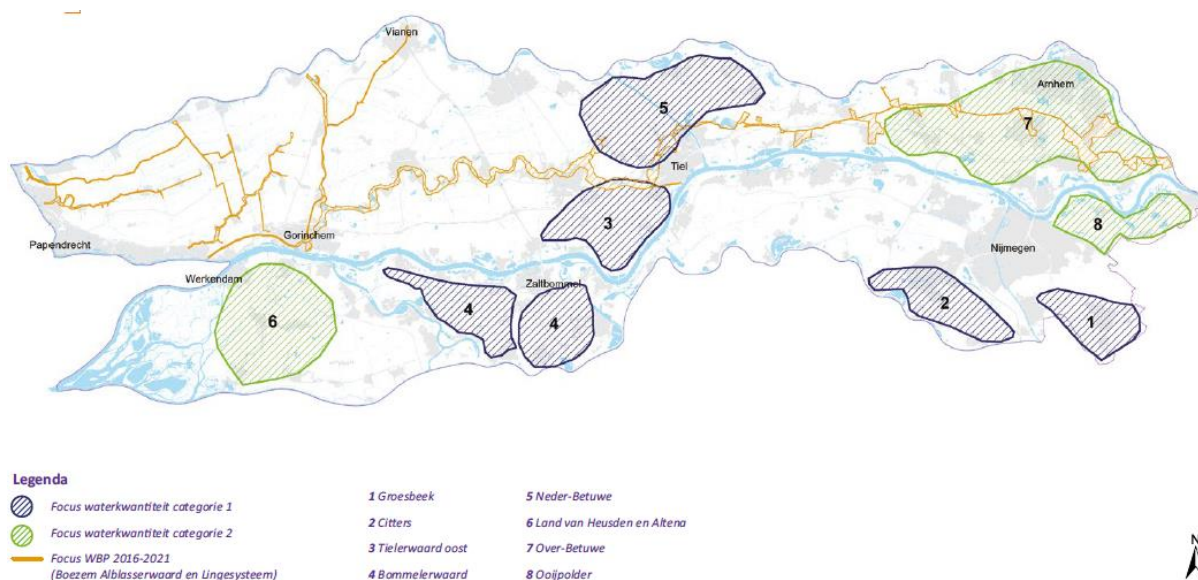 Vianen
Arnhem
5
7
Tiel
3
8
Papendrecht
Gorinchem
Nijmegen
Werkendam
Zaltbommel
6
4
4
2
1
Legenda
Focus waterkwantiteit categorie 1
Focus waterkwantiteit categorie 2
Focus WBP 2016-2021
(Boezem Alblasserwaard en Lingesysteem)
1 Groesbeek
2 Citters
3 Tielerwaard oost
4 Bommelerwaard
5 Neder-Betuwe
6 Land van Heusden en Altena
7 Over-Betuwe
8 Ooijpolder
N